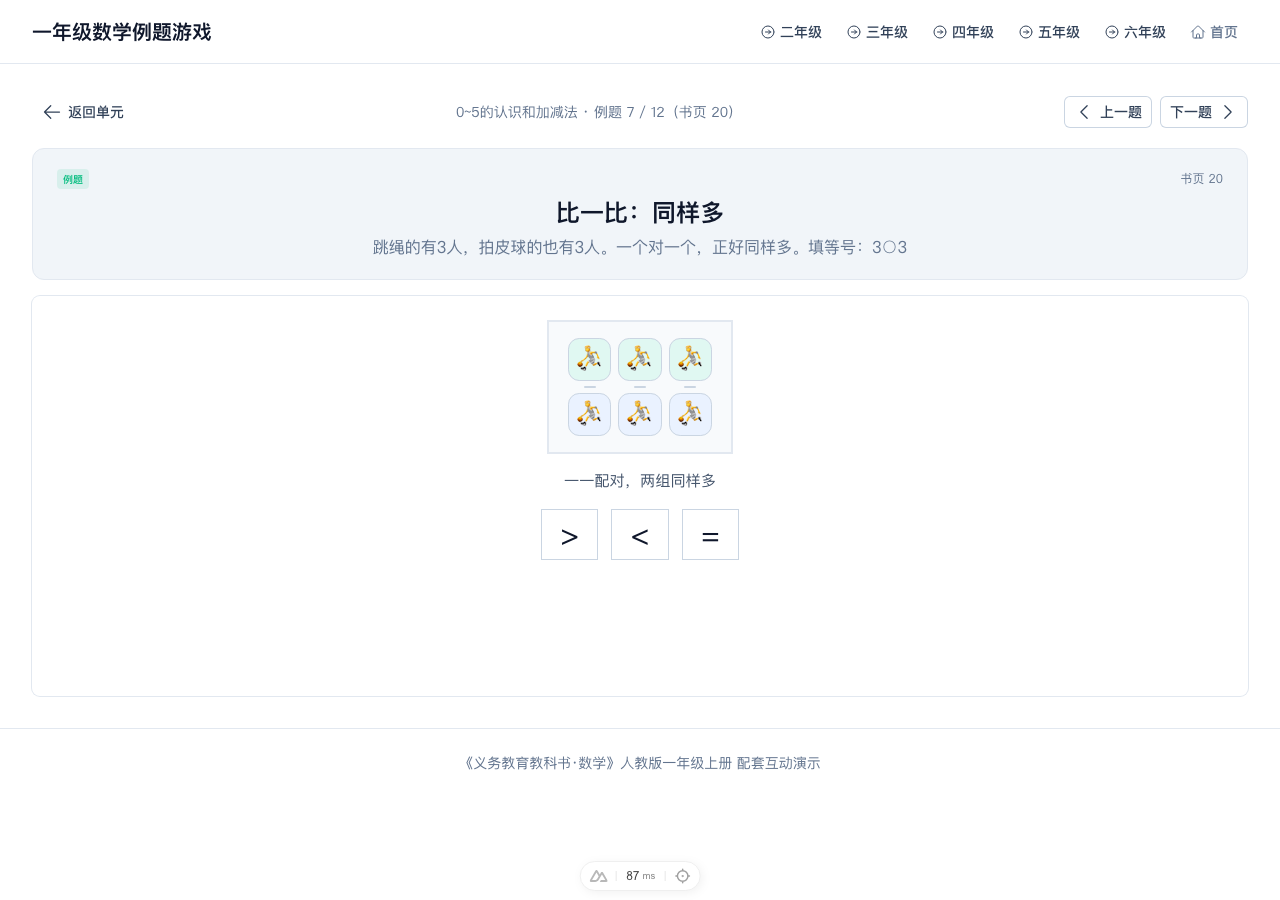 一年级数学例题游戏
二年级
三年级
四年级
五年级
六年级
首页
返回单元
0~5的认识和加减法 · 例题 7 / 12（书页 20）
上一题
下一题
例题
书页 20
比一比：同样多
跳绳的有3人，拍皮球的也有3人。一个对一个，正好同样多。填等号：3○3
一一配对，两组同样多
>
<
=
《义务教育教科书·数学》人教版一年级上册 配套互动演示
87 ms